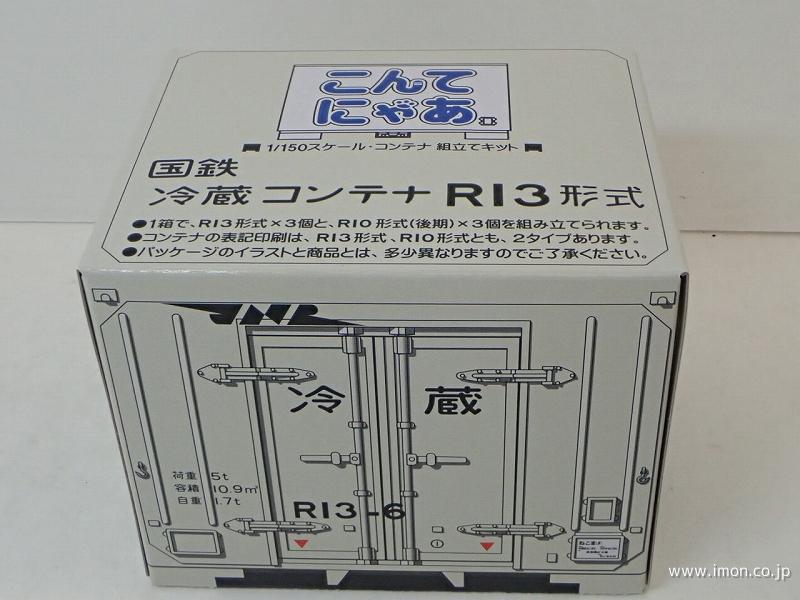 こんて
にゃあ
1/150スケール・コンテナ 組立てキット
国鉄
冷蔵コンテナ R13形式
●1箱で、R13形式×3個と、R10形式(後期)×3個を組み立てられます。
●コンテナの表記印刷は、R13形式、R10形式とも、2タイプあります。
●パッケージのイラストと商品とは、多少異なりますのでご了承ください。
JNR
冷 蔵
荷重 5t
容積 10.9m³
自重 1.7t
R13-6
www.imon.co.jp